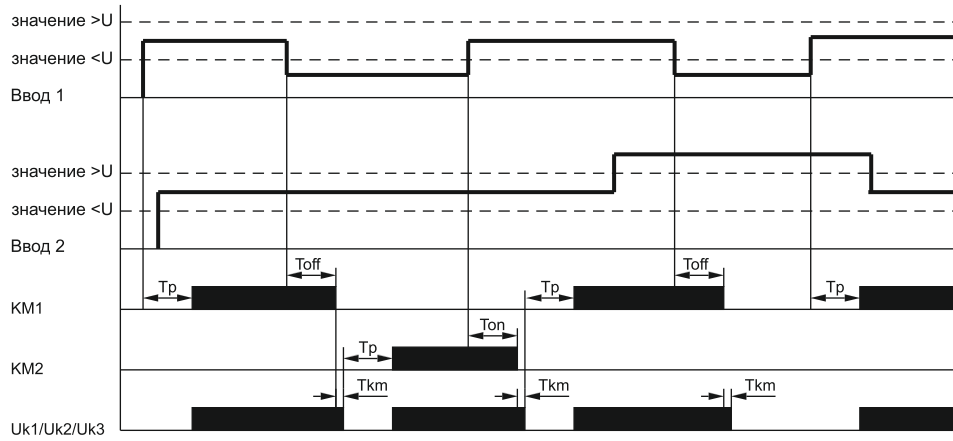 значение >U
значение <U
Ввод 1
значение >U
значение <U
Ввод 2
Toff
Toff
Tp
Tp
Tp
KM1
Ton
Tp
KM2
Tkm
Tkm
Tkm
Uk1/Uk2/Uk3